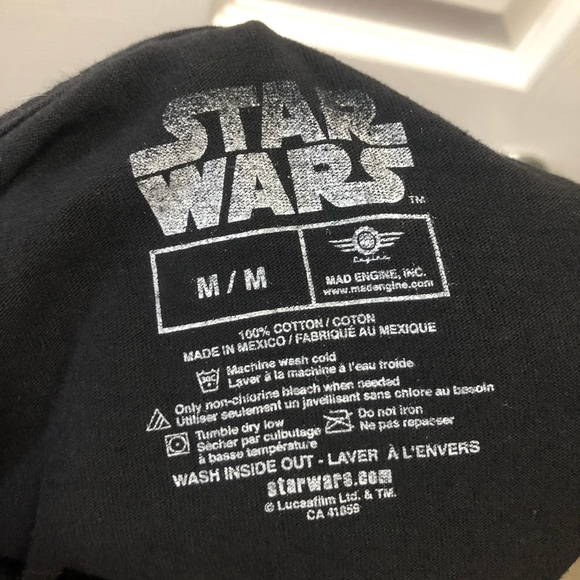 STAR
WARS
TM
M / M
MAD ENGINE, INC.
www.madengine.com
100% COTTON / COTON
MADE IN MEXICO / FABRIQUÉ AU MEXIQUE
Machine wash cold
Laver à la machine à l'eau froide
Only non-chlorine bleach when needed
Utiliser seulement un javellisant sans chlore au besoin
Tumble dry low
Sécher par culbutage
à basse température
Do not iron
Ne pas repasser
WASH INSIDE OUT - LAVER À L'ENVERS
starwars.com
© Lucasfilm Ltd. & TM.
CA 41859